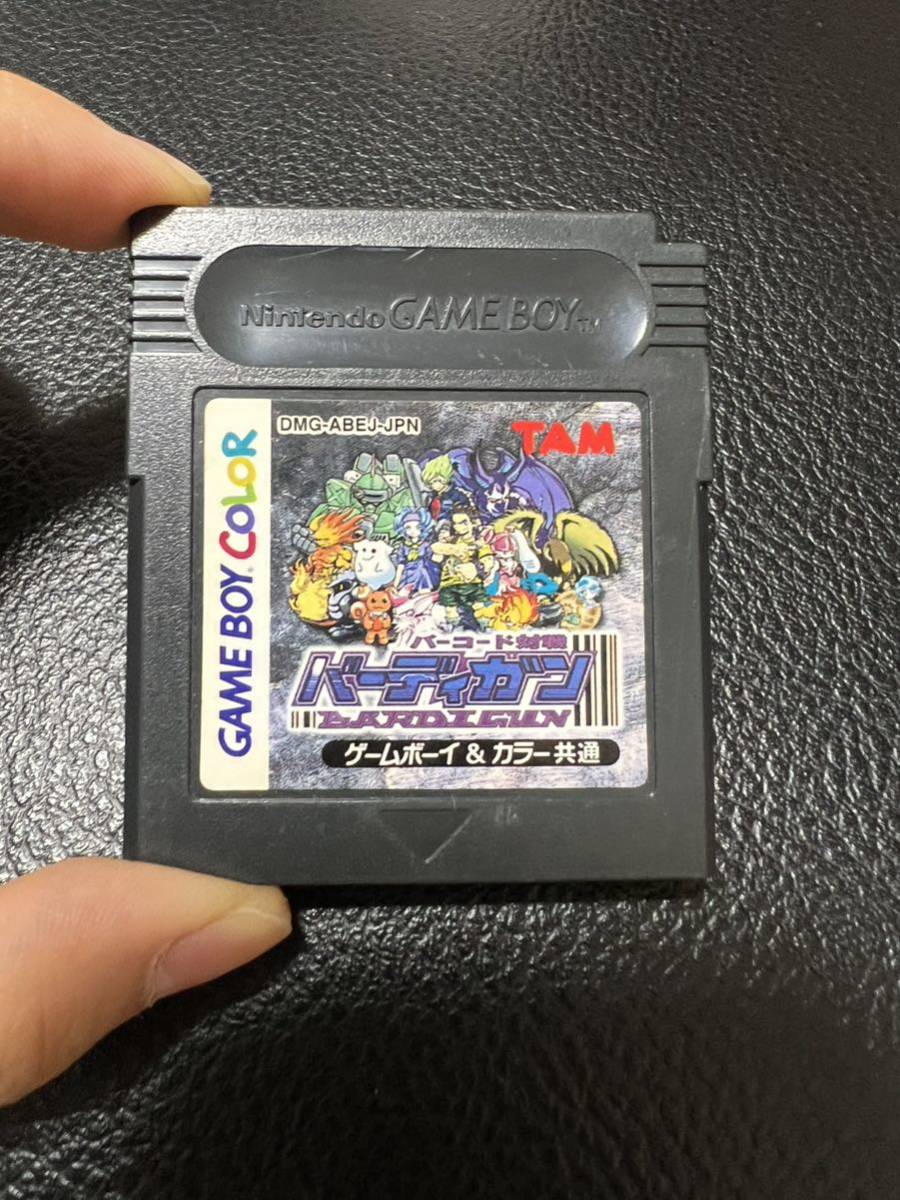 Nintendo GAME BOY TM
GAME BOY COLOR
DMG-ABEJ-JPN
TAM
バーコード対戦
バーディガン
BARDIGUN
ゲームボーイ & カラー共通